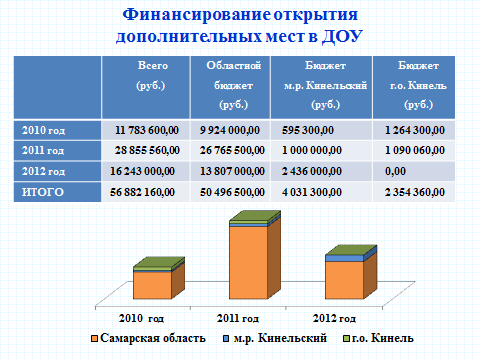 Финансирование открытия
дополнительных мест в ДОУ
Всего (руб.) Областной бюджет (руб.) Бюджет м.р. Кинельский (руб.) Бюджет г.о. Кинель (руб.)
2010 год 11 783 600,00 9 924 000,00 595 300,00 1 264 300,00
2011 год 28 855 560,00 26 765 500,00 1 000 000,00 1 090 060,00
2012 год 16 243 000,00 13 807 000,00 2 436 000,00 0,00
ИТОГО 56 882 160,00 50 496 500,00 4 031 300,00 2 354 360,00
2010 год 2011 год 2012 год
Самарская область м.р. Кинельский г.о. Кинель